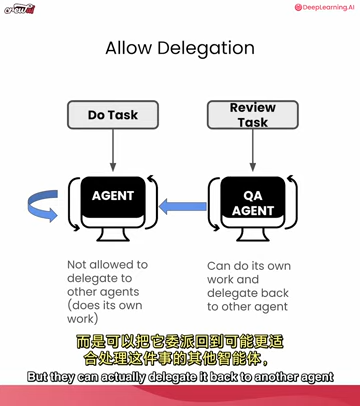 crewai
DeepLearning.AI
Allow Delegation
Do Task
Review
Task
AGENT
QA
AGENT
Not allowed to
delegate to
other agents
(does its own
work)
Can do its own
work and
delegate back
to other agent
而是可以把它委派回到可能更适
合处理这件事的其他智能体，
But they can actually delegate it back to another agent